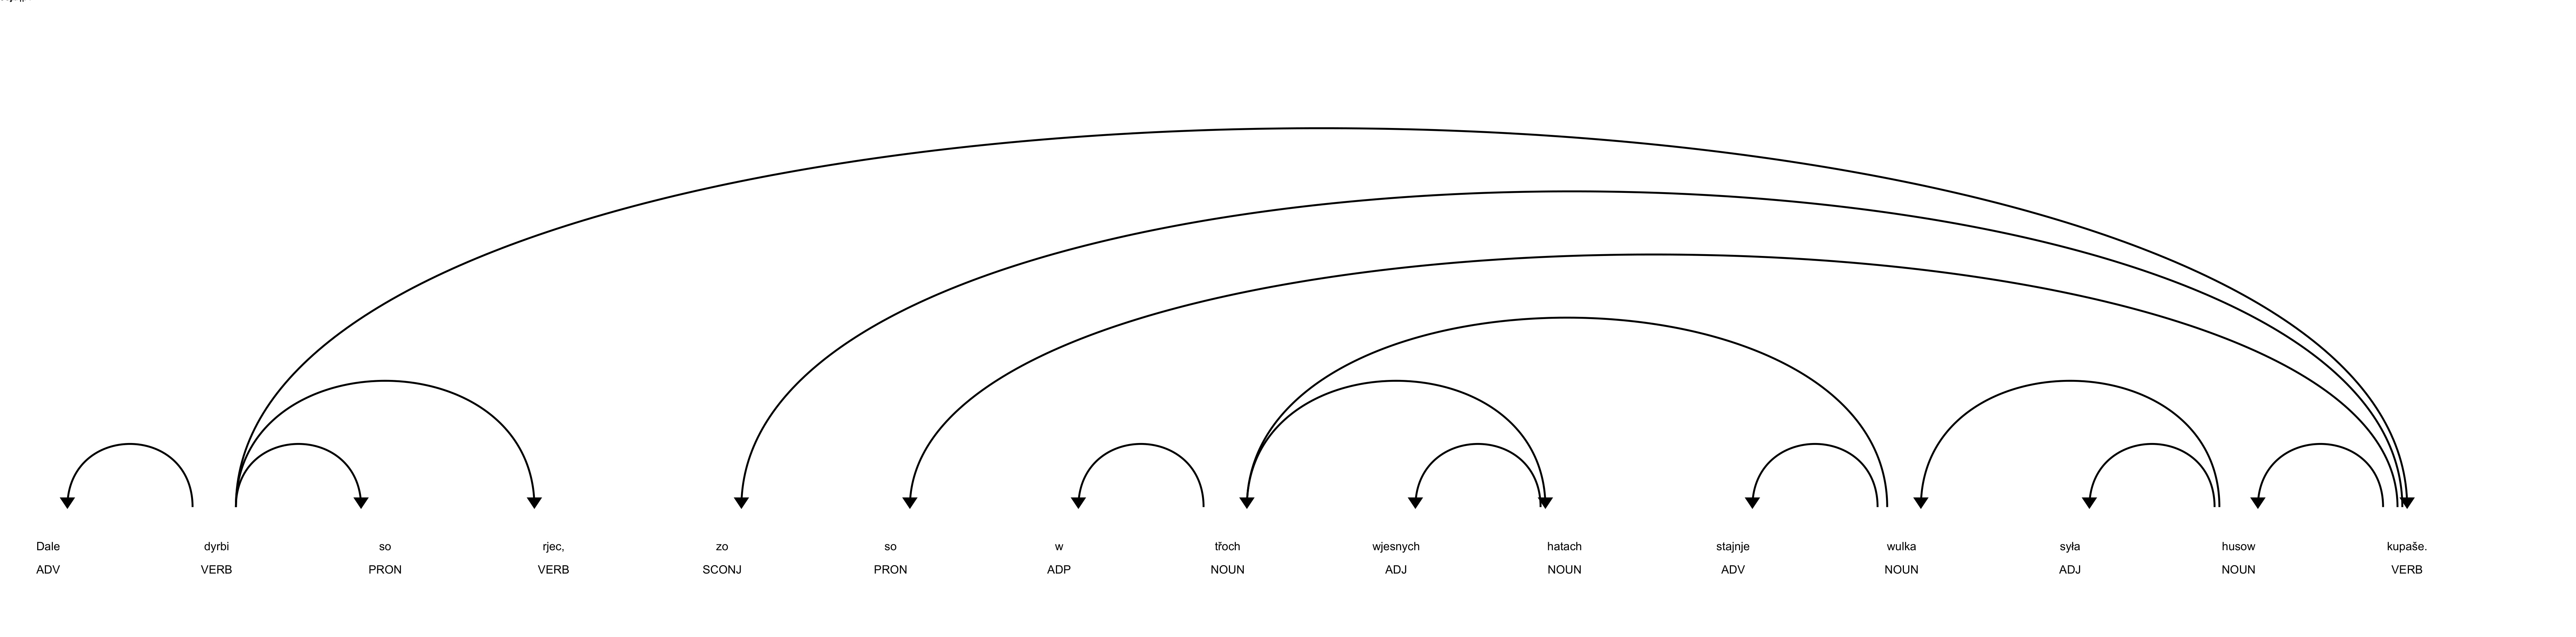 Dale dyrbi so rjec, zo so w třoch wjesnych hatach stajnje wulka syła husow kupaše.
ADV VERB PRON VERB SCONJ PRON ADP NOUN ADJ NOUN ADV NOUN ADJ NOUN VERB